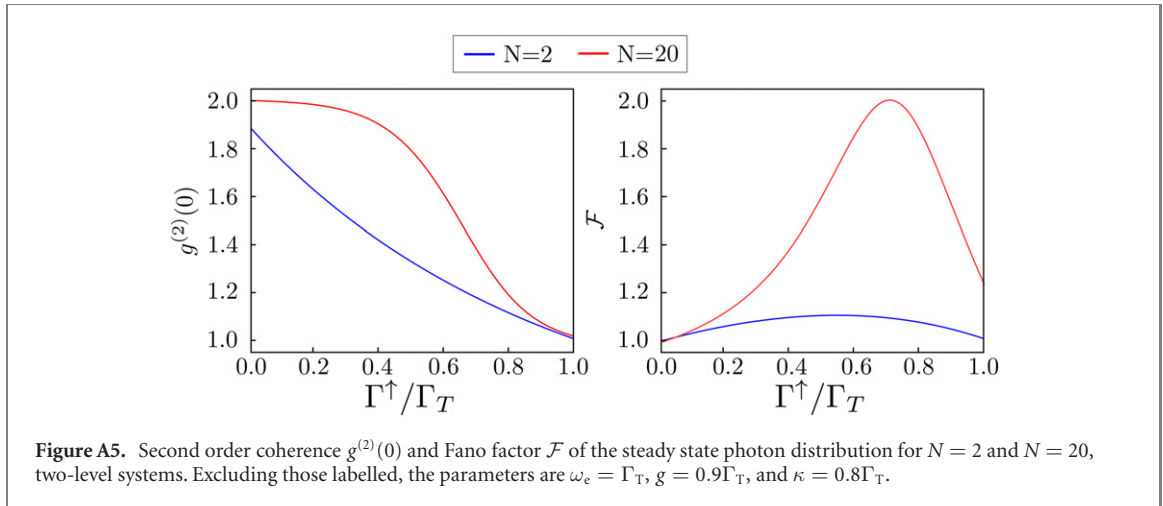 N=2 N=20
2.0
1.8
1.6
1.4
1.2
1.0
g⁽²⁾(0)
0.0 0.2 0.4 0.6 0.8 1.0
Γ↑/Γ_T
2.0
1.8
1.6
1.4
1.2
1.0
ℱ
0.0 0.2 0.4 0.6 0.8 1.0
Γ↑/Γ_T
Figure A5. Second order coherence g⁽²⁾(0) and Fano factor ℱ of the steady state photon distribution for N = 2 and N = 20,
two-level systems. Excluding those labelled, the parameters are ω_e = Γ_T, g = 0.9Γ_T, and κ = 0.8Γ_T.